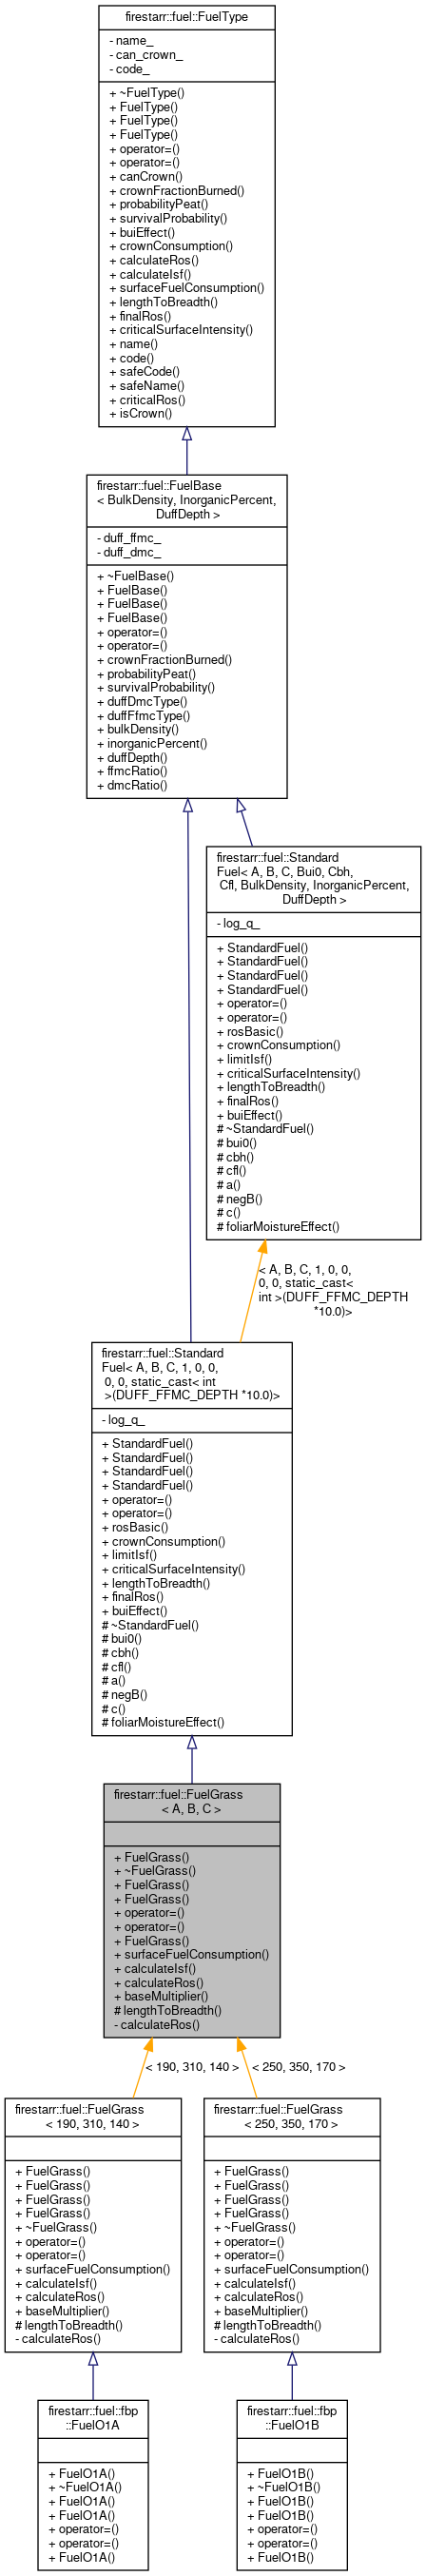 firestarr::fuel::FuelType
- name_
- can_crown_
- code_
+ ~FuelType()
+ FuelType()
+ FuelType()
+ FuelType()
+ operator=()
+ operator=()
+ canCrown()
+ crownFractionBurned()
+ probabilityPeat()
+ survivalProbability()
+ buiEffect()
+ crownConsumption()
+ calculateRos()
+ calculateIsf()
+ surfaceFuelConsumption()
+ lengthToBreadth()
+ finalRos()
+ criticalSurfaceIntensity()
+ name()
+ code()
+ safeCode()
+ safeName()
+ criticalRos()
+ isCrown()
firestarr::fuel::FuelBase
< BulkDensity, InorganicPercent,
DuffDepth >
- duff_ffmc_
- duff_dmc_
+ ~FuelBase()
+ FuelBase()
+ FuelBase()
+ FuelBase()
+ operator=()
+ operator=()
+ crownFractionBurned()
+ probabilityPeat()
+ survivalProbability()
+ duffDmcType()
+ duffFfmcType()
+ bulkDensity()
+ inorganicPercent()
+ duffDepth()
+ ffmcRatio()
+ dmcRatio()
firestarr::fuel::Standard
Fuel< A, B, C, Bui0, Cbh,
Cfl, BulkDensity, InorganicPercent,
DuffDepth >
- log_q_
+ StandardFuel()
+ StandardFuel()
+ StandardFuel()
+ StandardFuel()
+ operator=()
+ operator=()
+ rosBasic()
+ crownConsumption()
+ limitIsf()
+ criticalSurfaceIntensity()
+ lengthToBreadth()
+ finalRos()
+ buiEffect()
# ~StandardFuel()
# bui0()
# cbh()
# cfl()
# a()
# negB()
# c()
# foliarMoistureEffect()
< A, B, C, 1, 0, 0,
0, 0, static_cast<
int >(DUFF_FFMC_DEPTH
*10.0)>
firestarr::fuel::Standard
Fuel< A, B, C, 1, 0, 0,
0, 0, static_cast< int
>(DUFF_FFMC_DEPTH *10.0)>
- log_q_
+ StandardFuel()
+ StandardFuel()
+ StandardFuel()
+ StandardFuel()
+ operator=()
+ operator=()
+ rosBasic()
+ crownConsumption()
+ limitIsf()
+ criticalSurfaceIntensity()
+ lengthToBreadth()
+ finalRos()
+ buiEffect()
# ~StandardFuel()
# bui0()
# cbh()
# cfl()
# a()
# negB()
# c()
# foliarMoistureEffect()
firestarr::fuel::FuelGrass
< A, B, C >
+ FuelGrass()
+ ~FuelGrass()
+ FuelGrass()
+ FuelGrass()
+ operator=()
+ operator=()
+ FuelGrass()
+ surfaceFuelConsumption()
+ calculateIsf()
+ calculateRos()
+ baseMultiplier()
# lengthToBreadth()
- calculateRos()
< 190, 310, 140 >
< 250, 350, 170 >
firestarr::fuel::FuelGrass
< 190, 310, 140 >
+ FuelGrass()
+ FuelGrass()
+ FuelGrass()
+ FuelGrass()
+ ~FuelGrass()
+ operator=()
+ operator=()
+ surfaceFuelConsumption()
+ calculateIsf()
+ calculateRos()
+ baseMultiplier()
# lengthToBreadth()
- calculateRos()
firestarr::fuel::FuelGrass
< 250, 350, 170 >
+ FuelGrass()
+ FuelGrass()
+ FuelGrass()
+ FuelGrass()
+ ~FuelGrass()
+ operator=()
+ operator=()
+ surfaceFuelConsumption()
+ calculateIsf()
+ calculateRos()
+ baseMultiplier()
# lengthToBreadth()
- calculateRos()
firestarr::fuel::fbp
::FuelO1A
+ FuelO1A()
+ ~FuelO1A()
+ FuelO1A()
+ FuelO1A()
+ operator=()
+ operator=()
+ FuelO1A()
firestarr::fuel::fbp
::FuelO1B
+ FuelO1B()
+ ~FuelO1B()
+ FuelO1B()
+ FuelO1B()
+ operator=()
+ operator=()
+ FuelO1B()